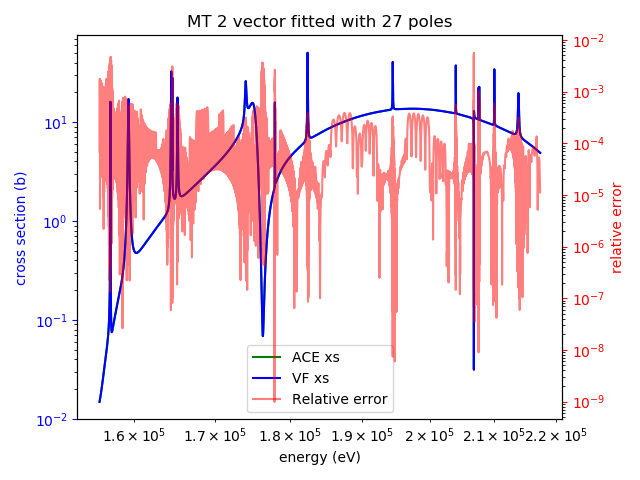 MT 2 vector fitted with 27 poles
cross section (b)
10^1
10^0
10^-1
10^-2
10^-2
10^-3
10^-4
10^-5
10^-6
10^-7
10^-8
10^-9
relative error
ACE xs
VF xs
Relative error
1.6×10^5 1.7×10^5 1.8×10^5 1.9×10^5 2×10^5 2.1×10^5 2.2×10^5
energy (eV)